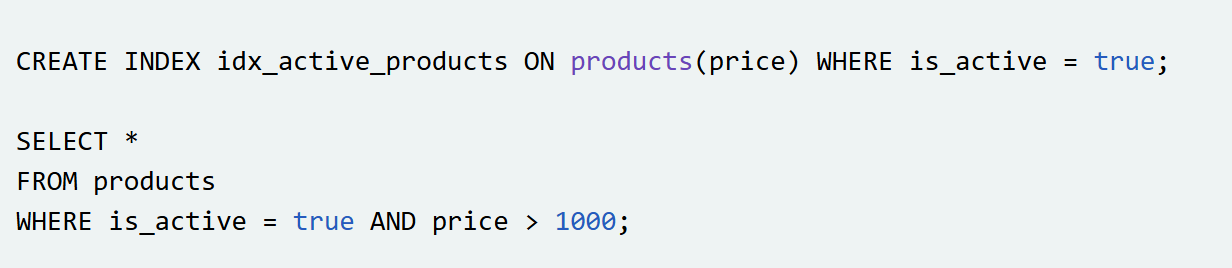 CREATE INDEX idx_active_products ON products(price) WHERE is_active = true;
SELECT *
FROM products
WHERE is_active = true AND price > 1000;